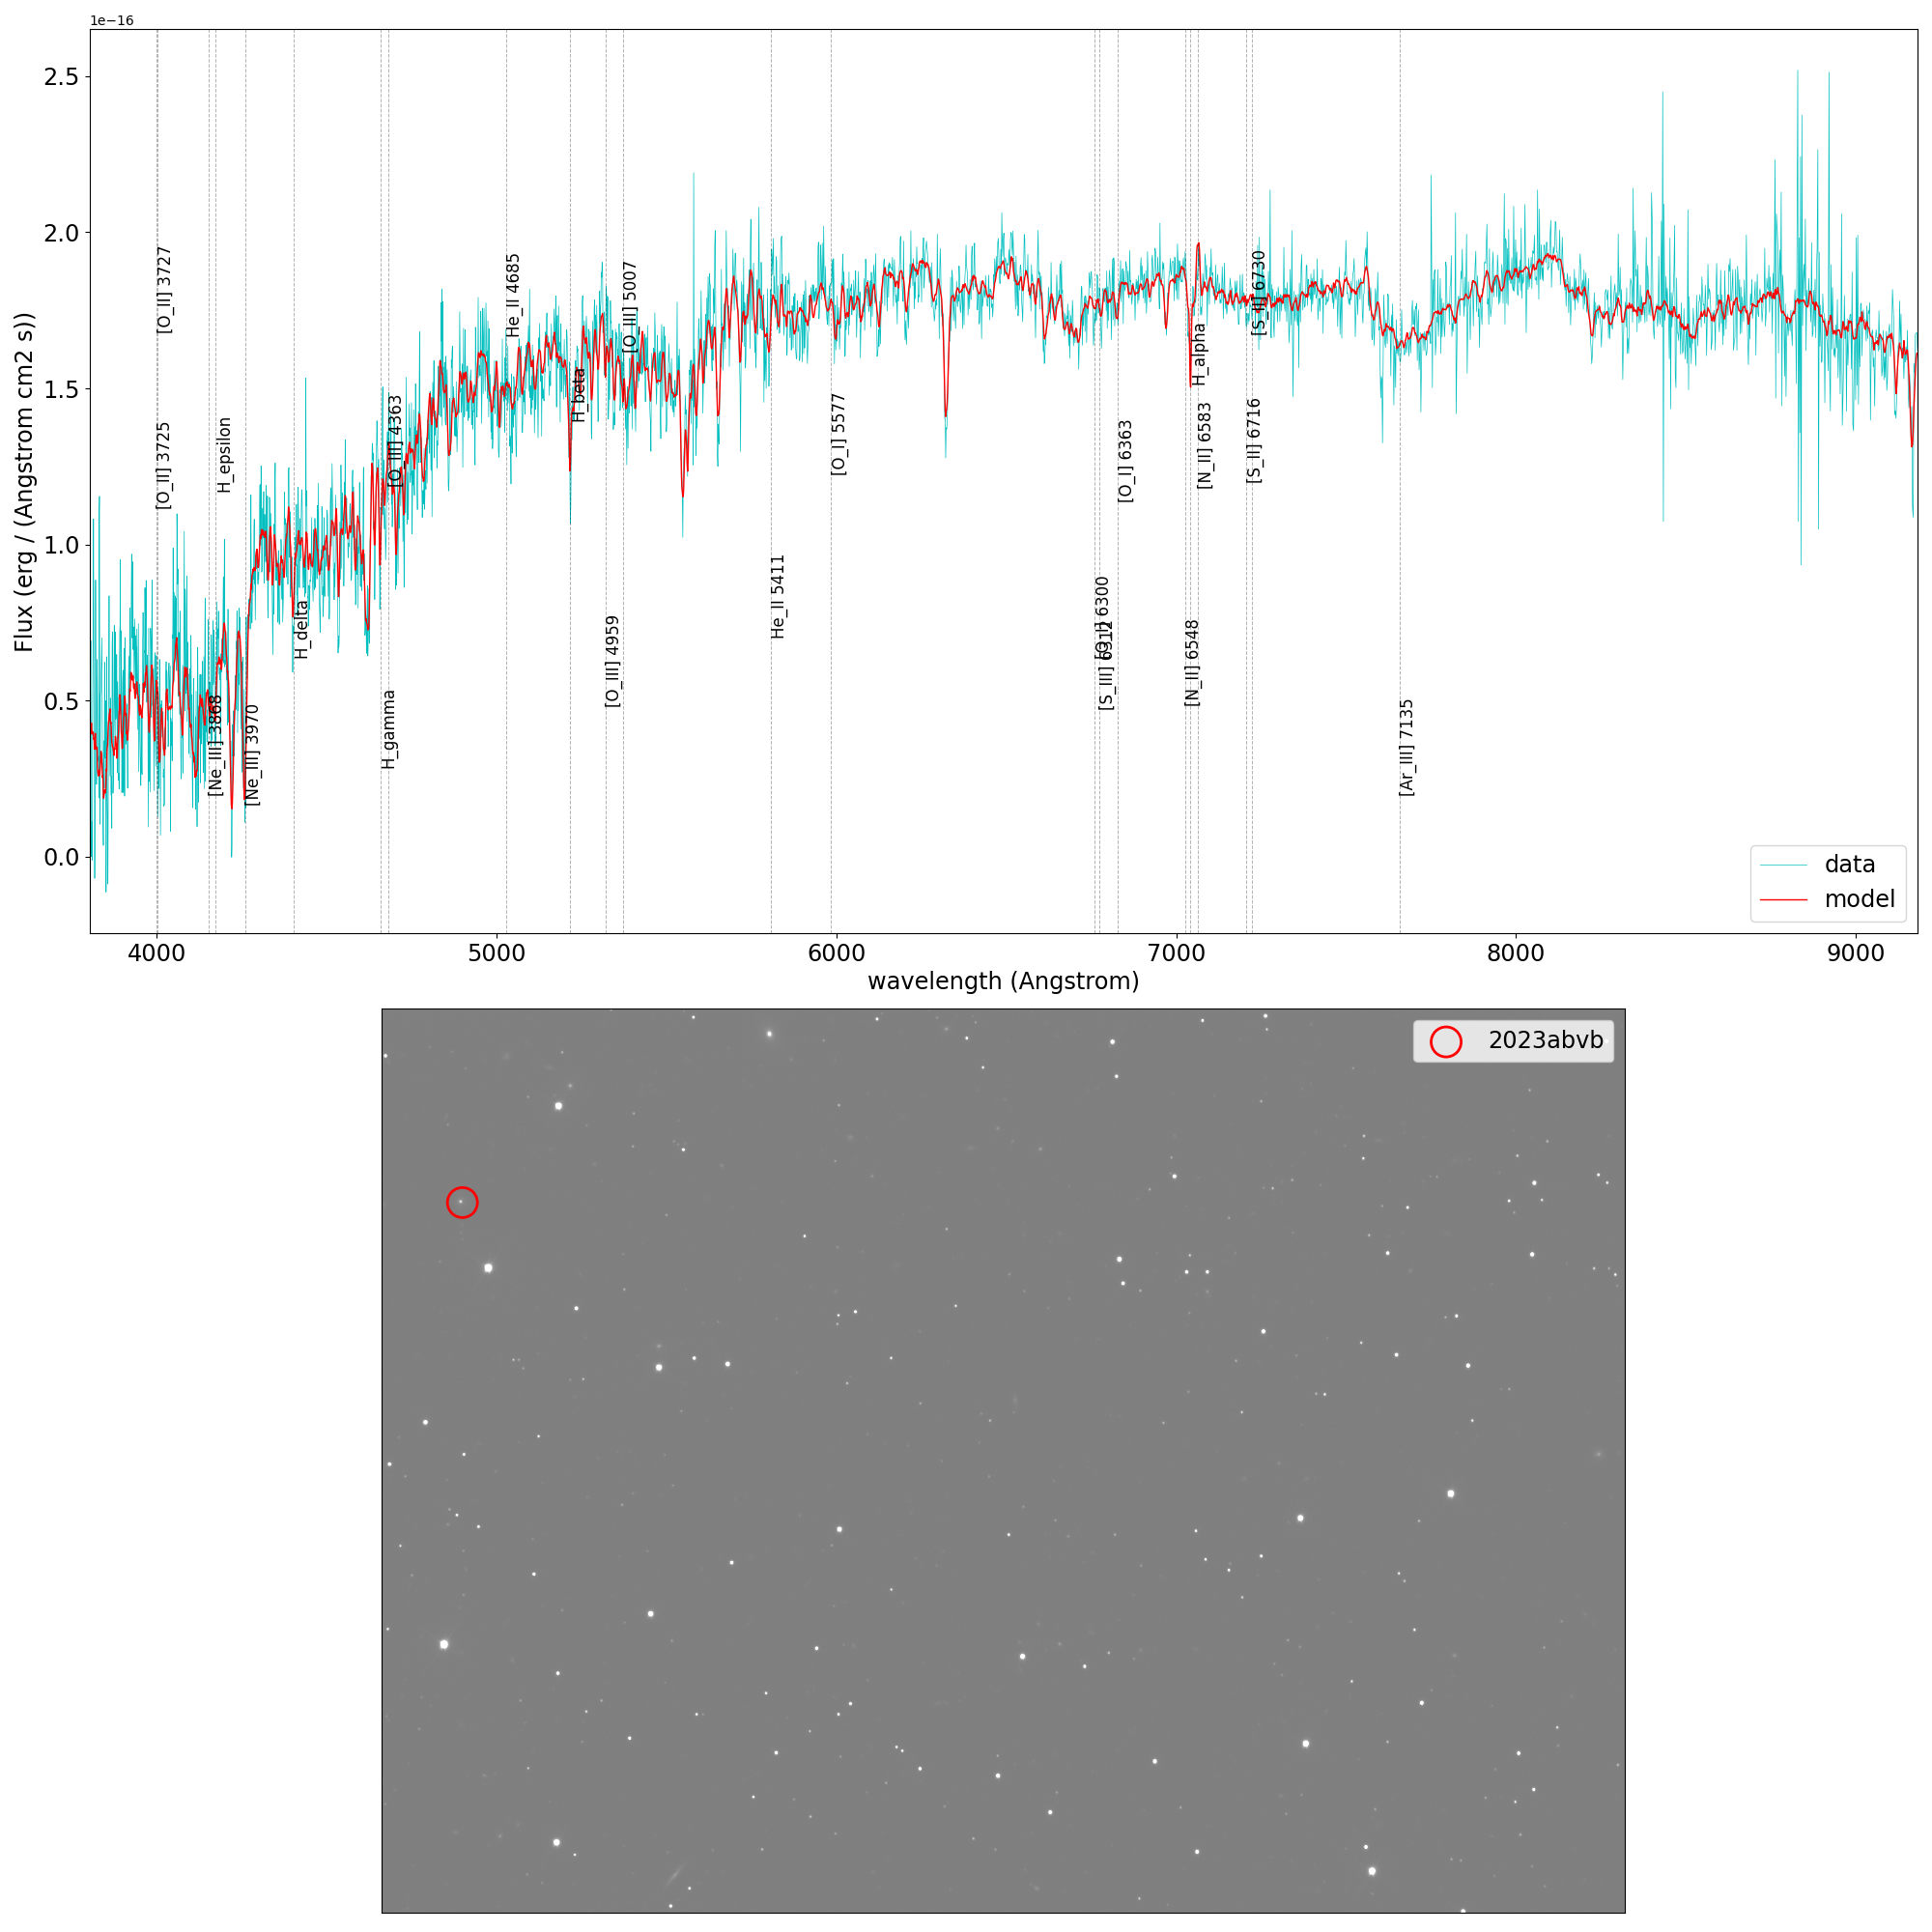 1e−16
Flux (erg / (Angstrom cm2 s))
2.5
2.0
1.5
1.0
0.5
0.0
[O_II] 3727
[O_III] 3725
[Ne_III] 3868
H_epsilon
[Ne_III] 3970
H_delta
H_gamma
[O_III] 4363
He_II 4685
H_beta
[O_III] 4959
[O_III] 5007
He_II 5411
[O_I] 5577
[O_I] 6300
[S_III] 6312
[O_I] 6363
[N_II] 6548
H_alpha
[N_II] 6583
[S_II] 6716
[S_II] 6730
[Ar_III] 7135
data
model
4000 5000 6000 7000 8000 9000
wavelength (Angstrom)
2023abvb